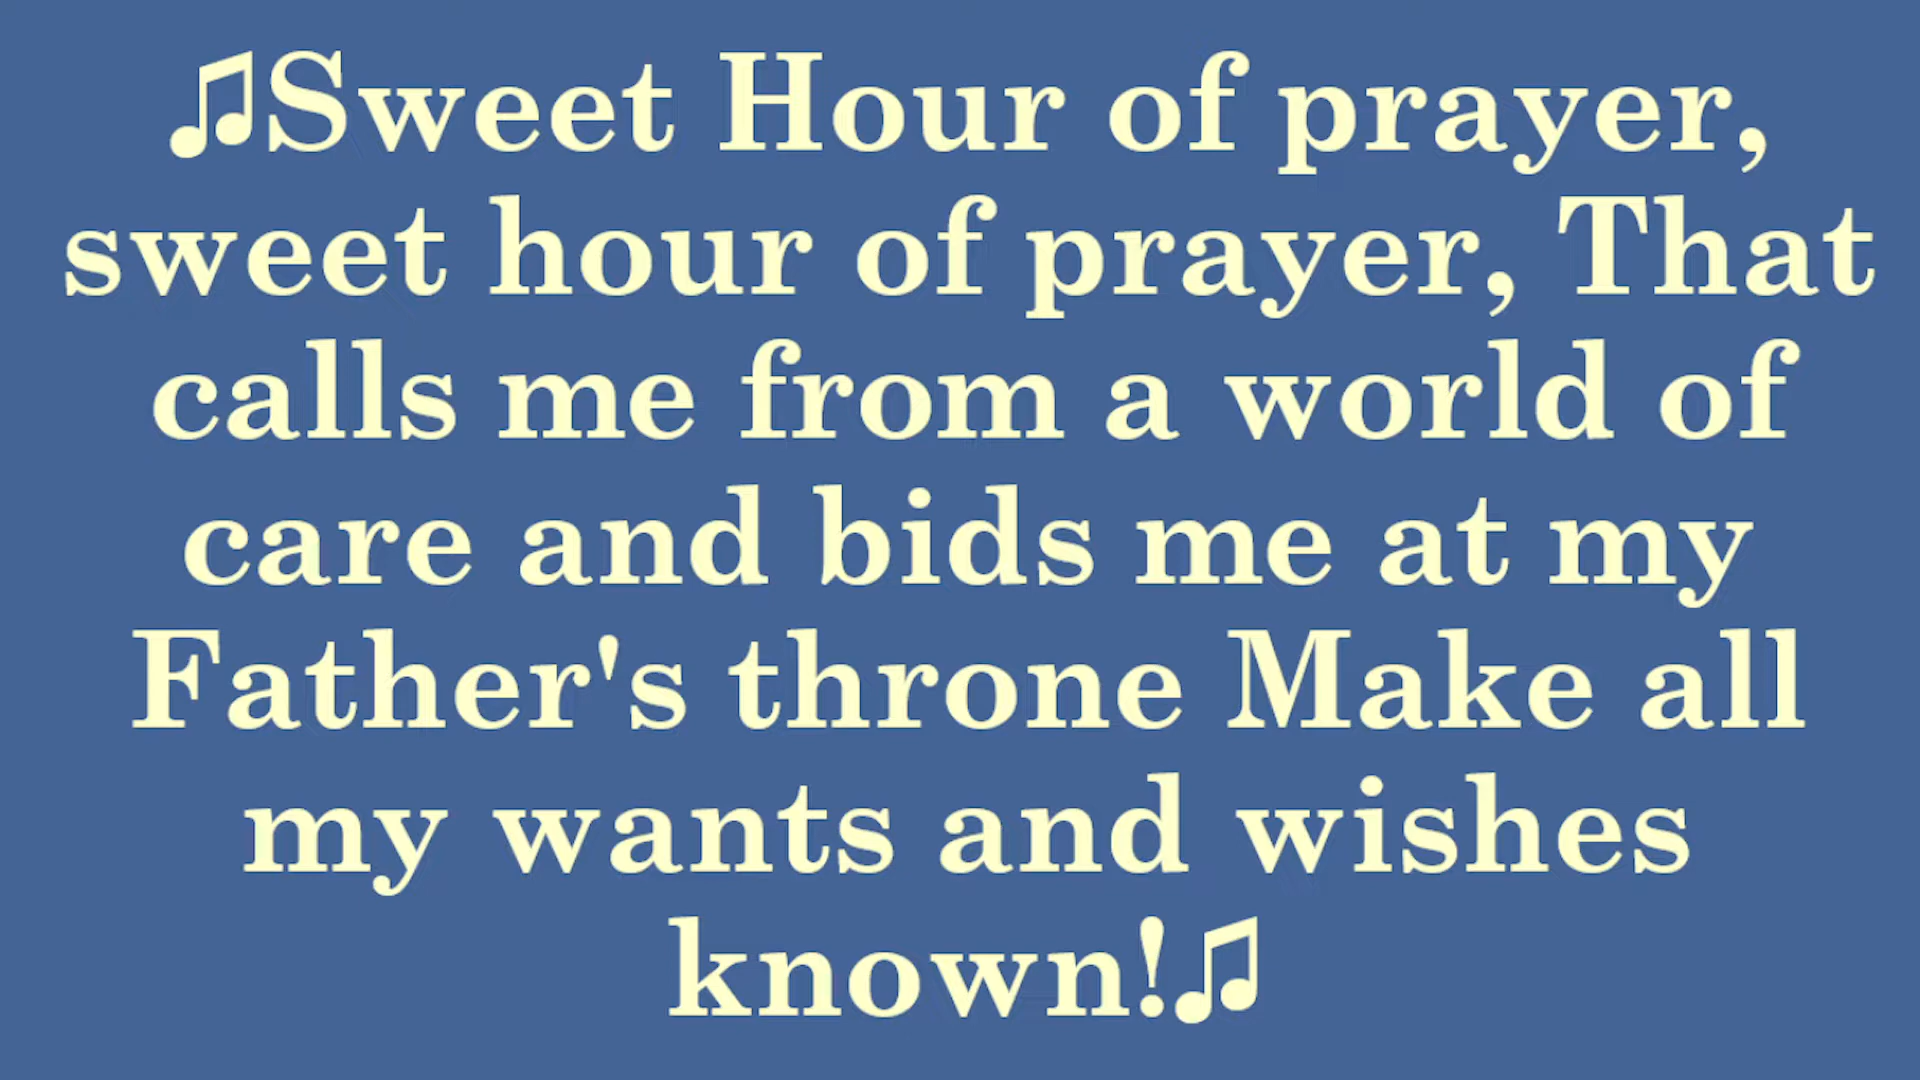 ♫Sweet Hour of prayer,
sweet hour of prayer, That
calls me from a world of
care and bids me at my
Father's throne Make all
my wants and wishes
known!♫